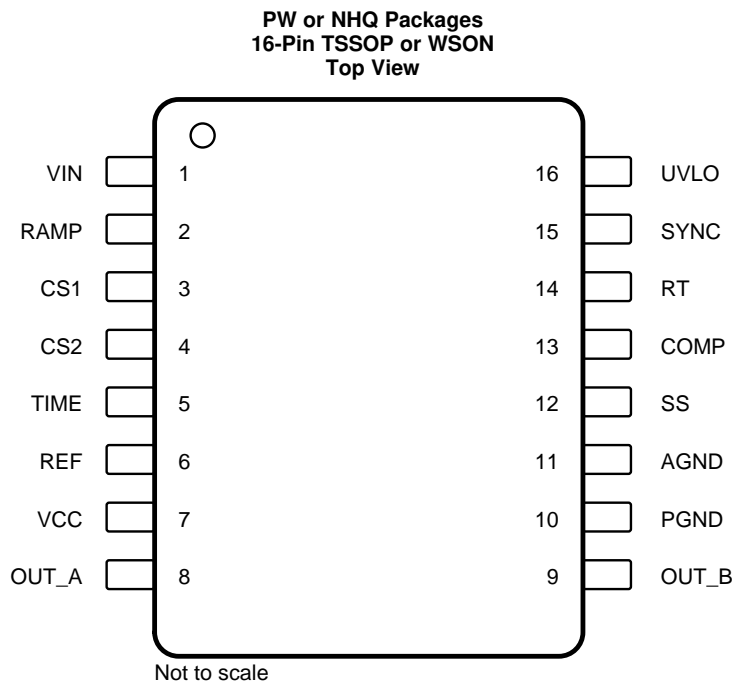 PW or NHQ Packages
16-Pin TSSOP or WSON
Top View
VIN 1 16 UVLO
RAMP 2 15 SYNC
CS1 3 14 RT
CS2 4 13 COMP
TIME 5 12 SS
REF 6 11 AGND
VCC 7 10 PGND
OUT_A 8 9 OUT_B
Not to scale